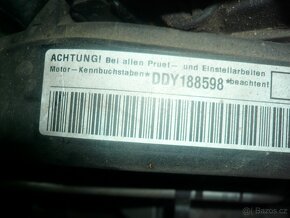 ACHTUNG! Bei allen Pruef- und Einstellarbeiten
Motor-Kennbuchstaben*DDY188598*beachten!
Bazos.cz